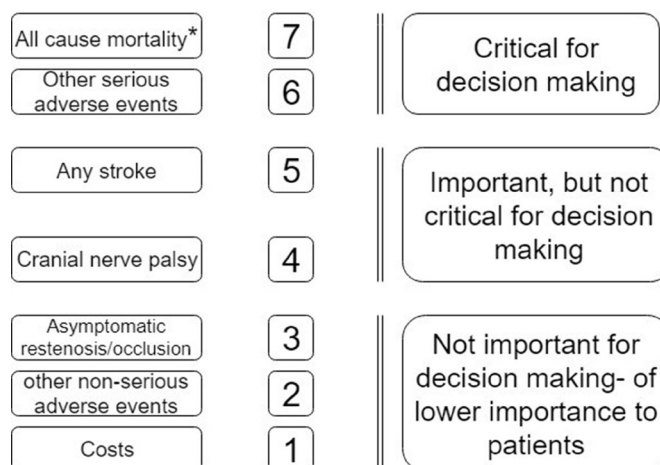 All cause mortality*
7
Critical for
decision making
Other serious
adverse events
6
Any stroke
5
Important, but not
critical for decision
making
Cranial nerve palsy
4
Asymptomatic
restenosis/occlusion
3
Not important for
decision making- of
lower importance to
patients
other non-serious
adverse events
2
Costs
1